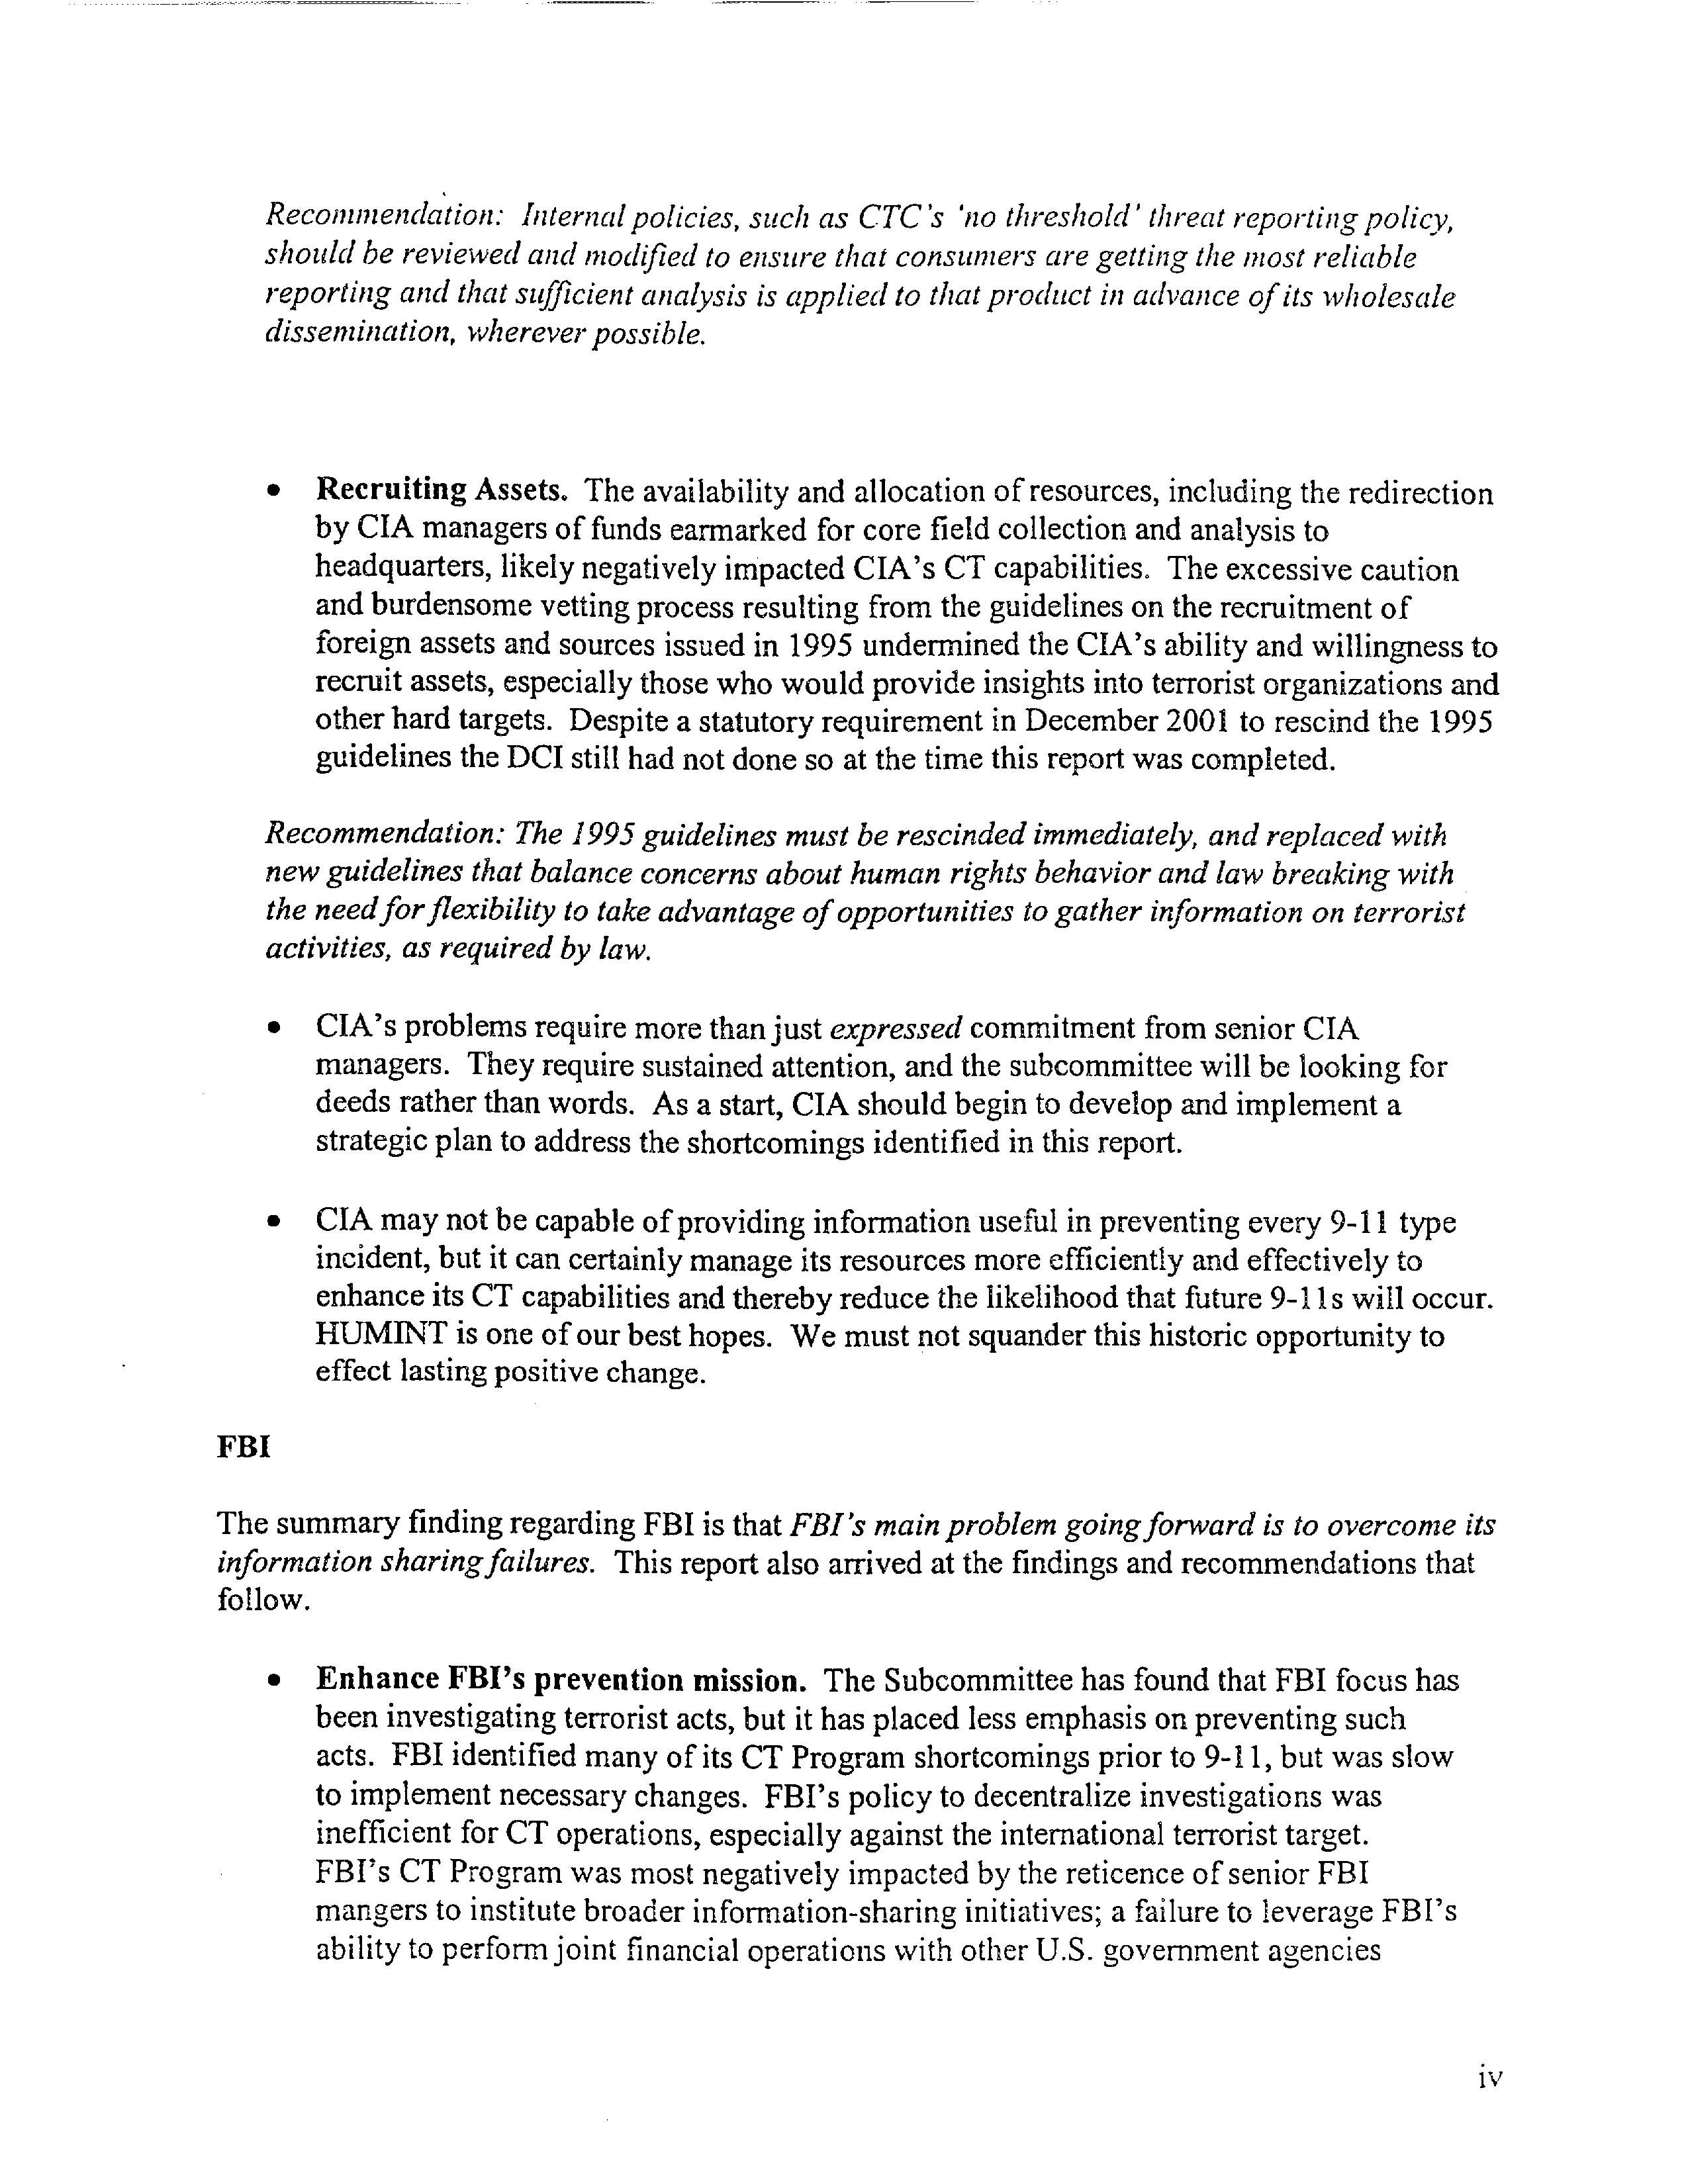 Recommendation: Internal policies, such as CTC's 'no threshold' threat reporting policy,
should be reviewed and modified to ensure that consumers are getting the most reliable
reporting and that sufficient analysis is applied to that product in advance of its wholesale
dissemination, wherever possible.
• Recruiting Assets. The availability and allocation of resources, including the redirection
by CIA managers of funds earmarked for core field collection and analysis to
headquarters, likely negatively impacted CIA's CT capabilities. The excessive caution
and burdensome vetting process resulting from the guidelines on the recruitment of
foreign assets and sources issued in 1995 undermined the CIA's ability and willingness to
recruit assets, especially those who would provide insights into terrorist organizations and
other hard targets. Despite a statutory requirement in December 2001 to rescind the 1995
guidelines the DCI still had not done so at the time this report was completed.
Recommendation: The 1995 guidelines must be rescinded immediately, and replaced with
new guidelines that balance concerns about human rights behavior and law breaking with
the need for flexibility to take advantage of opportunities to gather information on terrorist
activities, as required by law.
• CIA's problems require more than just expressed commitment from senior CIA
managers. They require sustained attention, and the subcommittee will be looking for
deeds rather than words. As a start, CIA should begin to develop and implement a
strategic plan to address the shortcomings identified in this report.
• CIA may not be capable of providing information useful in preventing every 9-11 type
incident, but it can certainly manage its resources more efficiently and effectively to
enhance its CT capabilities and thereby reduce the likelihood that future 9-11s will occur.
HUMINT is one of our best hopes. We must not squander this historic opportunity to
effect lasting positive change.
FBI
The summary finding regarding FBI is that FBI's main problem going forward is to overcome its
information sharing failures. This report also arrived at the findings and recommendations that
follow.
• Enhance FBI's prevention mission. The Subcommittee has found that FBI focus has
been investigating terrorist acts, but it has placed less emphasis on preventing such
acts. FBI identified many of its CT Program shortcomings prior to 9-11, but was slow
to implement necessary changes. FBI's policy to decentralize investigations was
inefficient for CT operations, especially against the international terrorist target.
FBI's CT Program was most negatively impacted by the reticence of senior FBI
mangers to institute broader information-sharing initiatives; a failure to leverage FBI's
ability to perform joint financial operations with other U.S. government agencies
iv